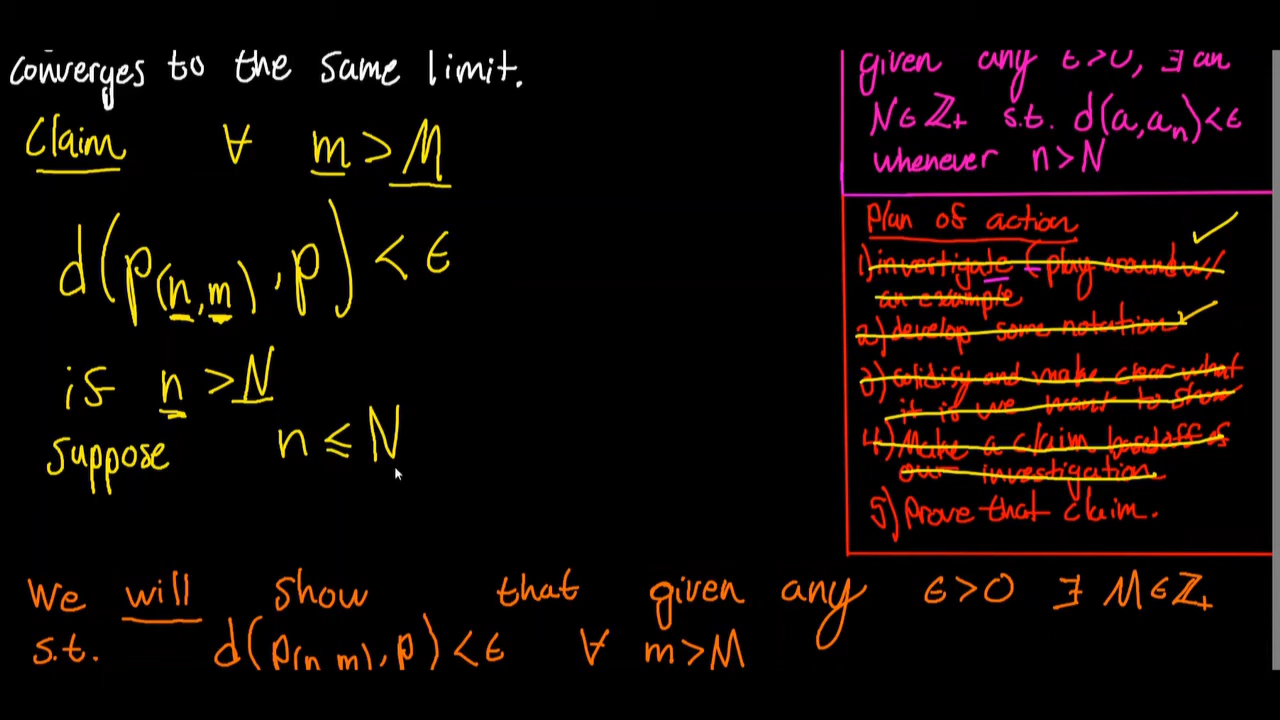 converges to the same limit.
Claim ∀ m > M
d(p(n,m), p) < ε
is n > N
suppose n ≤ N
given any ε>0, ∃ an
N∈ℤ+ s.t. d(a,an)<ε
whenever n>N
Plan of action
1) investigate (play around w/
an example
2) develop some notation
3) solidify and make clear what
it is we want to show
4) Make a claim based off of
our investigation.
5) Prove that claim.
We will show that given any ε>0 ∃ M∈ℤ+
s.t. d(p(n m), p) < ε ∀ m>M